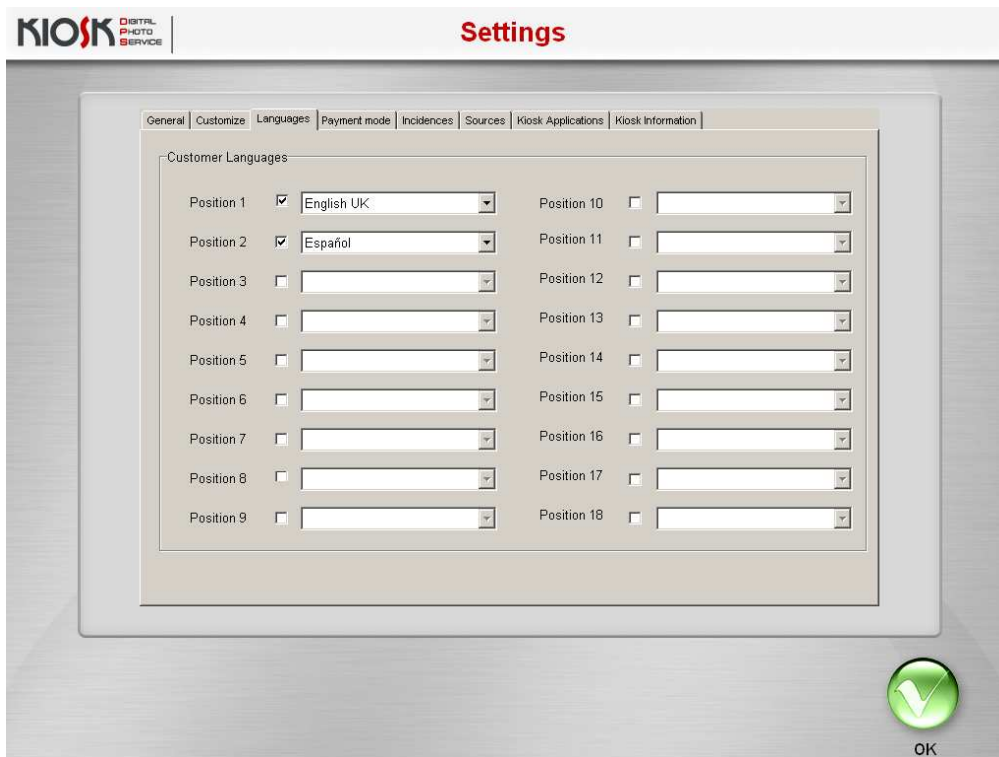 KIOSK DIGITAL PHOTO SERVICE
Settings
General Customize Languages Payment mode Incidences Sources Kiosk Applications Kiosk Information
Customer Languages
Position 1 English UK
Position 2 Español
Position 3
Position 4
Position 5
Position 6
Position 7
Position 8
Position 9
Position 10
Position 11
Position 12
Position 13
Position 14
Position 15
Position 16
Position 17
Position 18
OK